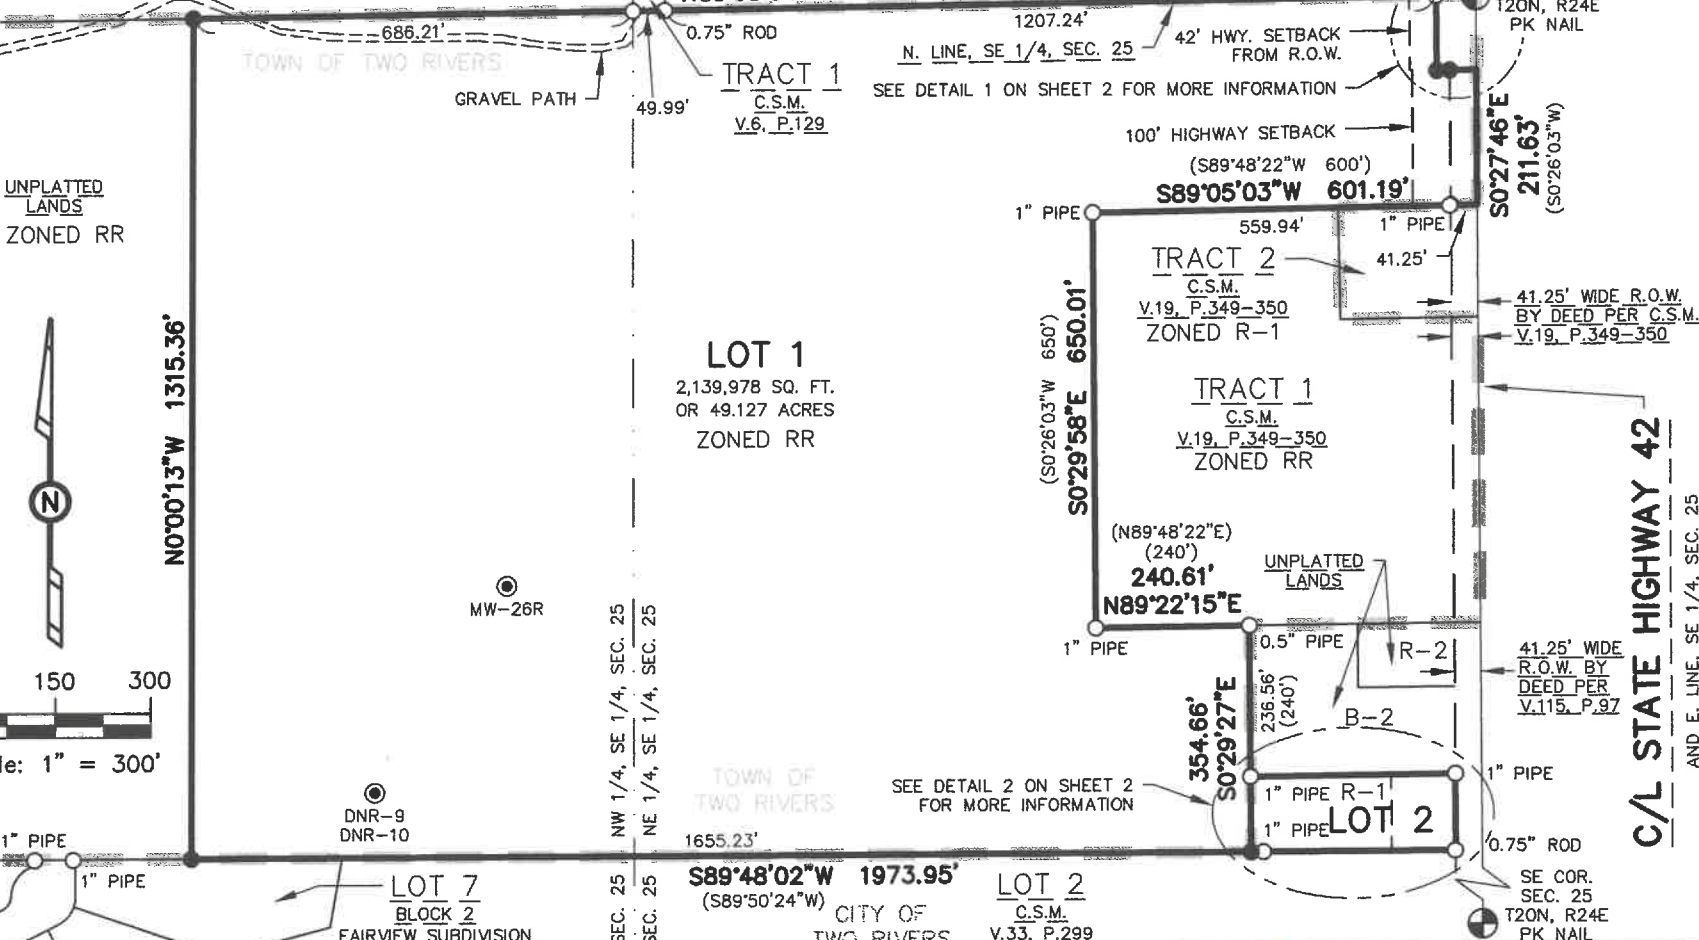 686.21'
TOWN OF TWO RIVERS
GRAVEL PATH
49.99'
0.75" ROD
TRACT 1
C.S.M.
V.6, P.129
1207.24'
N. LINE, SE 1/4, SEC. 25
42' HWY. SETBACK
FROM R.O.W.
SEE DETAIL 1 ON SHEET 2 FOR MORE INFORMATION
100' HIGHWAY SETBACK
T20N, R24E
PK NAIL
S0°27'46"E
211.63'
(S0°26'03"W)
(S89°48'22"W 600')
S89°05'03"W 601.19'
1" PIPE
559.94'
1" PIPE
41.25'
UNPLATTED
LANDS
ZONED RR
N0°00'13"W 1315.36'
N
LOT 1
2,139,978 SQ. FT.
OR 49.127 ACRES
ZONED RR
TRACT 2
C.S.M.
V.19, P.349-350
ZONED R-1
41.25' WIDE R.O.W.
BY DEED PER C.S.M.
V.19, P.349-350
(S0°26'03"W 650')
S0°29'58"E 650.01'
TRACT 1
C.S.M.
V.19, P.349-350
ZONED RR
C/L STATE HIGHWAY 42
AND E. LINE, SE 1/4, SEC. 25
(N89°48'22"E)
(240')
240.61'
N89°22'15"E
1" PIPE
UNPLATTED
LANDS
0.5" PIPE
R-2
B-2
41.25' WIDE
R.O.W. BY
DEED PER
V.115, P.97
MW-26R
150 300
1" = 300'
DNR-9
DNR-10
NW 1/4, SE 1/4, SEC. 25
NE 1/4, SE 1/4, SEC. 25
TOWN OF
TWO RIVERS
354.66'
S0°29'27"E
236.56'
(240')
SEE DETAIL 2 ON SHEET 2
FOR MORE INFORMATION
1" PIPE R-1
1" PIPE
LOT 2
1" PIPE
0.75" ROD
1" PIPE
1" PIPE
1655.23'
S89°48'02"W 1973.95'
(S89°50'24"W)
LOT 7
BLOCK 2
FAIRVIEW SUBDIVISION
SEC. 25
SEC. 25
CITY OF
TWO RIVERS
LOT 2
C.S.M.
V.33, P.299
SE COR.
SEC. 25
T20N, R24E
PK NAIL